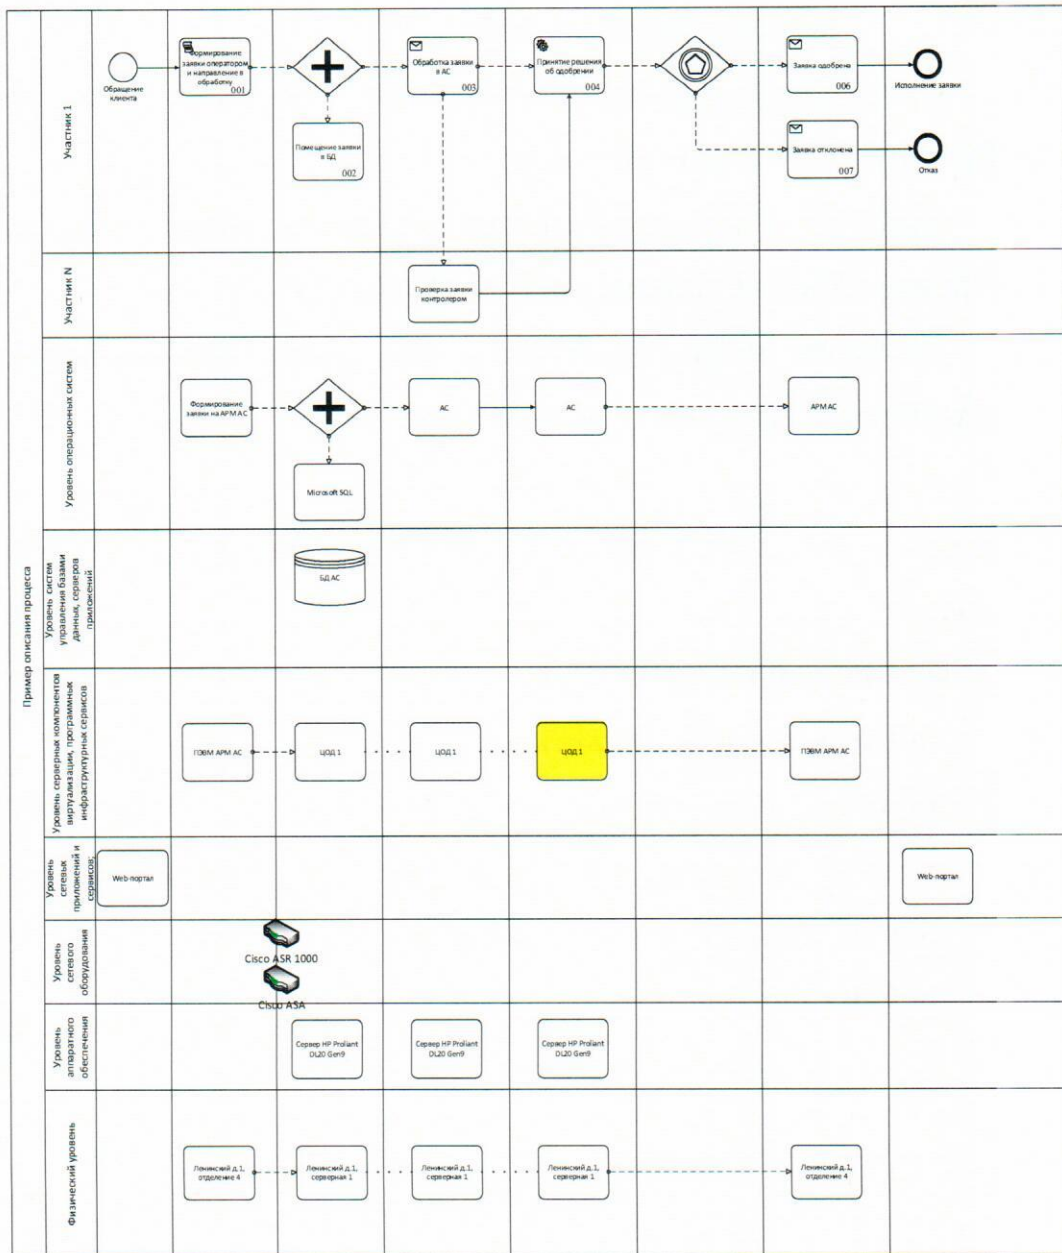 Пример описания процесса
Участник 1
Обращение
клиента
Формирование
заявки оператором
и направление в
обработку
001
Помещение заявки
в БД
002
Обработка заявки
в АС
003
Принятие решения
об одобрении
004
Заявка одобрена
006
Исполнение заявки
Заявка отклонена
007
Отказ
Участник N
Проверка заявки
контролером
Уровень операционных систем
Формирование
заявки на АРМ АС
Microsoft SQL
АС
АС
АРМ АС
Уровень систем
управления базами
данных, серверов
приложений
БД АС
Уровень серверных компонентов
виртуализации, программных
инфраструктурных сервисов
ПЭВМ АРМ АС
ЦОД 1
ЦОД 1
ЦОД 1
ПЭВМ АРМ АС
Уровень
сетевых
приложений и
сервисов;
Web-портал
Web-портал
Уровень
сетевого
оборудования
Cisco ASR 1000
Cisco ASA
Уровень
аппаратного
обеспечения
Сервер HP Proliant
DL20 Gen9
Сервер HP Proliant
DL20 Gen9
Сервер HP Proliant
DL20 Gen9
Физический уровень
Ленинский д.1,
отделение 4
Ленинский д.1,
серверная 1
Ленинский д.1,
серверная 1
Ленинский д.1,
серверная 1
Ленинский д.1,
отделение 4